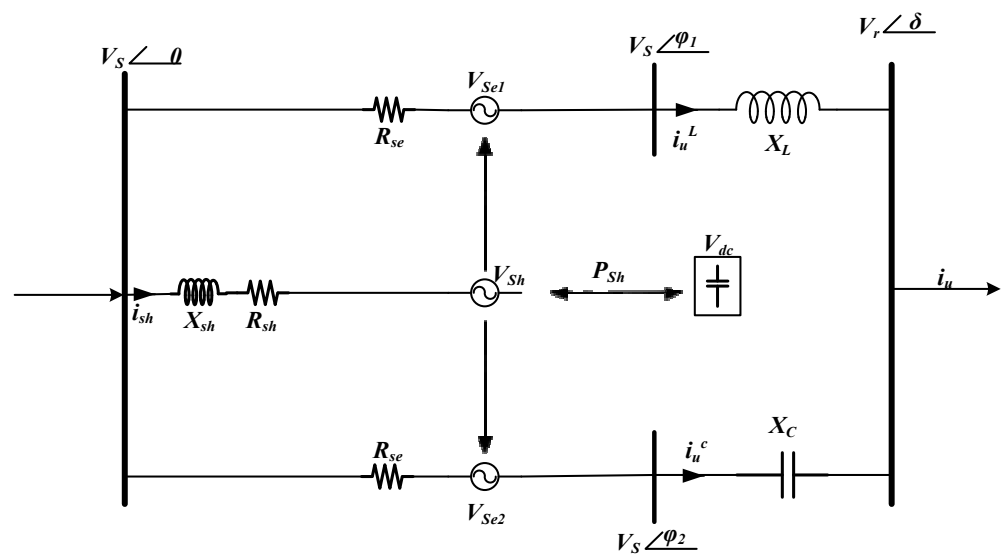 V_S∠0
V_Se1
R_se
V_S∠φ_1
i_u^L
X_L
V_r∠δ
i_sh
X_sh
R_sh
V_Sh
P_Sh
V_dc
i_u
R_se
V_Se2
V_S∠φ_2
i_u^c
X_C